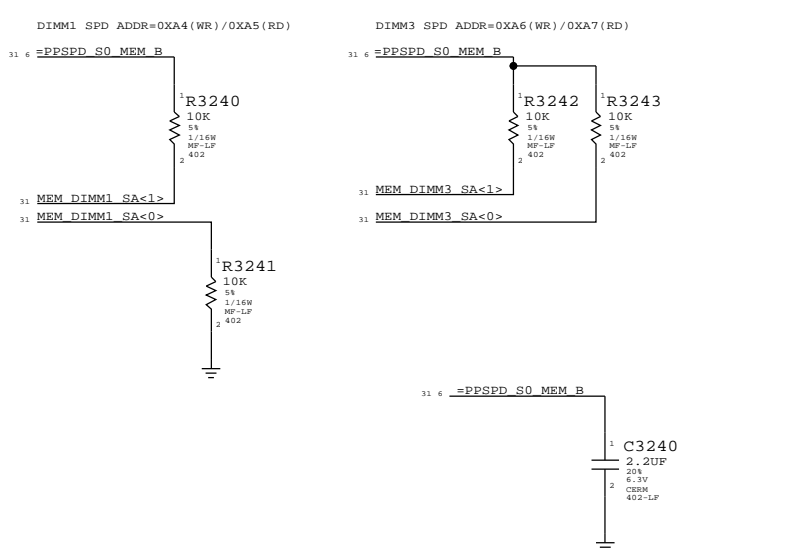 DIMM1 SPD ADDR=0XA4(WR)/0XA5(RD)
31 6 =PPSPD_S0_MEM_B
1
R3240
10K
5%
1/16W
MF-LF
402
2
31 MEM_DIMM1_SA<1>
31 MEM_DIMM1_SA<0>
1
R3241
10K
5%
1/16W
MF-LF
402
2
DIMM3 SPD ADDR=0XA6(WR)/0XA7(RD)
31 6 =PPSPD_S0_MEM_B
1
R3242
10K
5%
1/16W
MF-LF
402
2
1
R3243
10K
5%
1/16W
MF-LF
402
2
31 MEM_DIMM3_SA<1>
31 MEM_DIMM3_SA<0>
31 6 =PPSPD_S0_MEM_B
1
C3240
2.2UF
20%
6.3V
CERM
402-LF
2